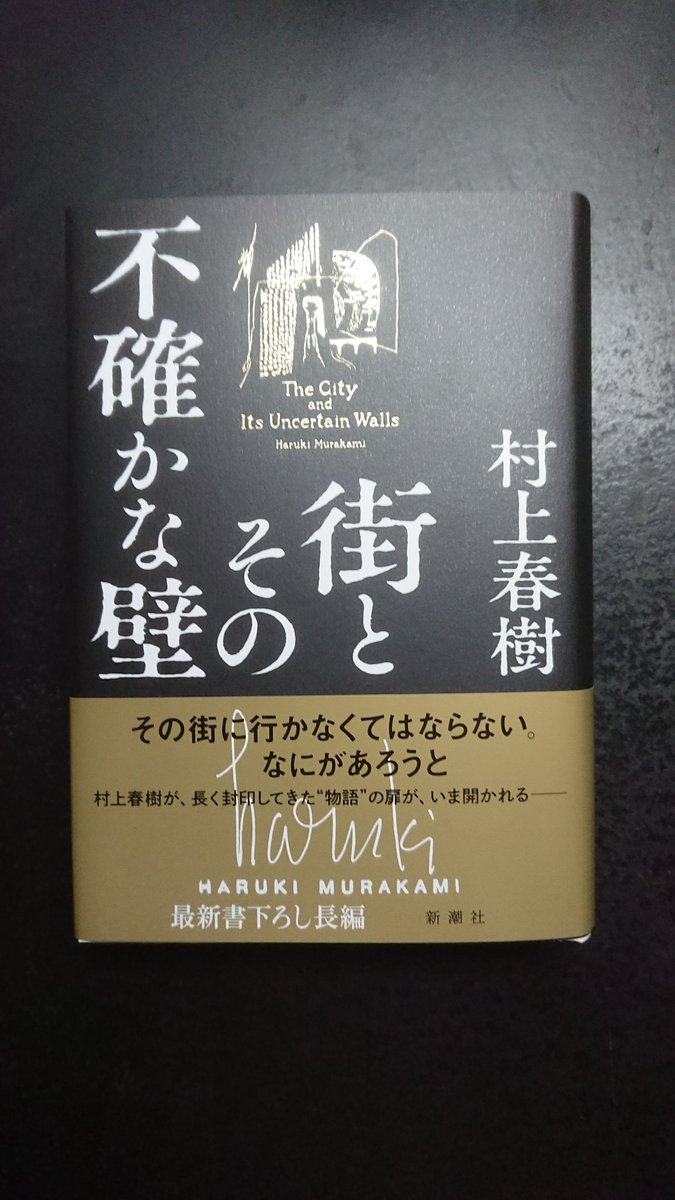 村上春樹
街と
その
不確かな壁
The City
and
Its Uncertain Walls
Haruki Murakami
その街に行かなくてはならない。
なにがあろうと
村上春樹が、長く封印してきた“物語”の扉が、いま開かれる──
haruki
HARUKI MURAKAMI
最新書下ろし長編
新潮社